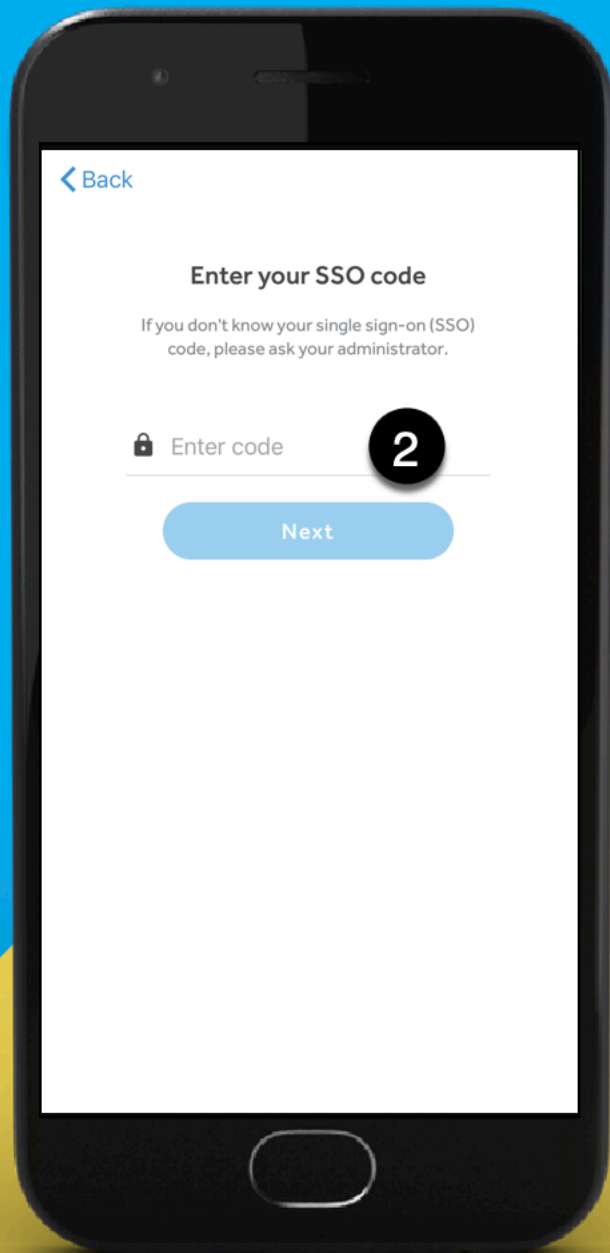 Back
Enter your SSO code
If you don't know your single sign-on (SSO)
code, please ask your administrator.
Enter code
2
Next